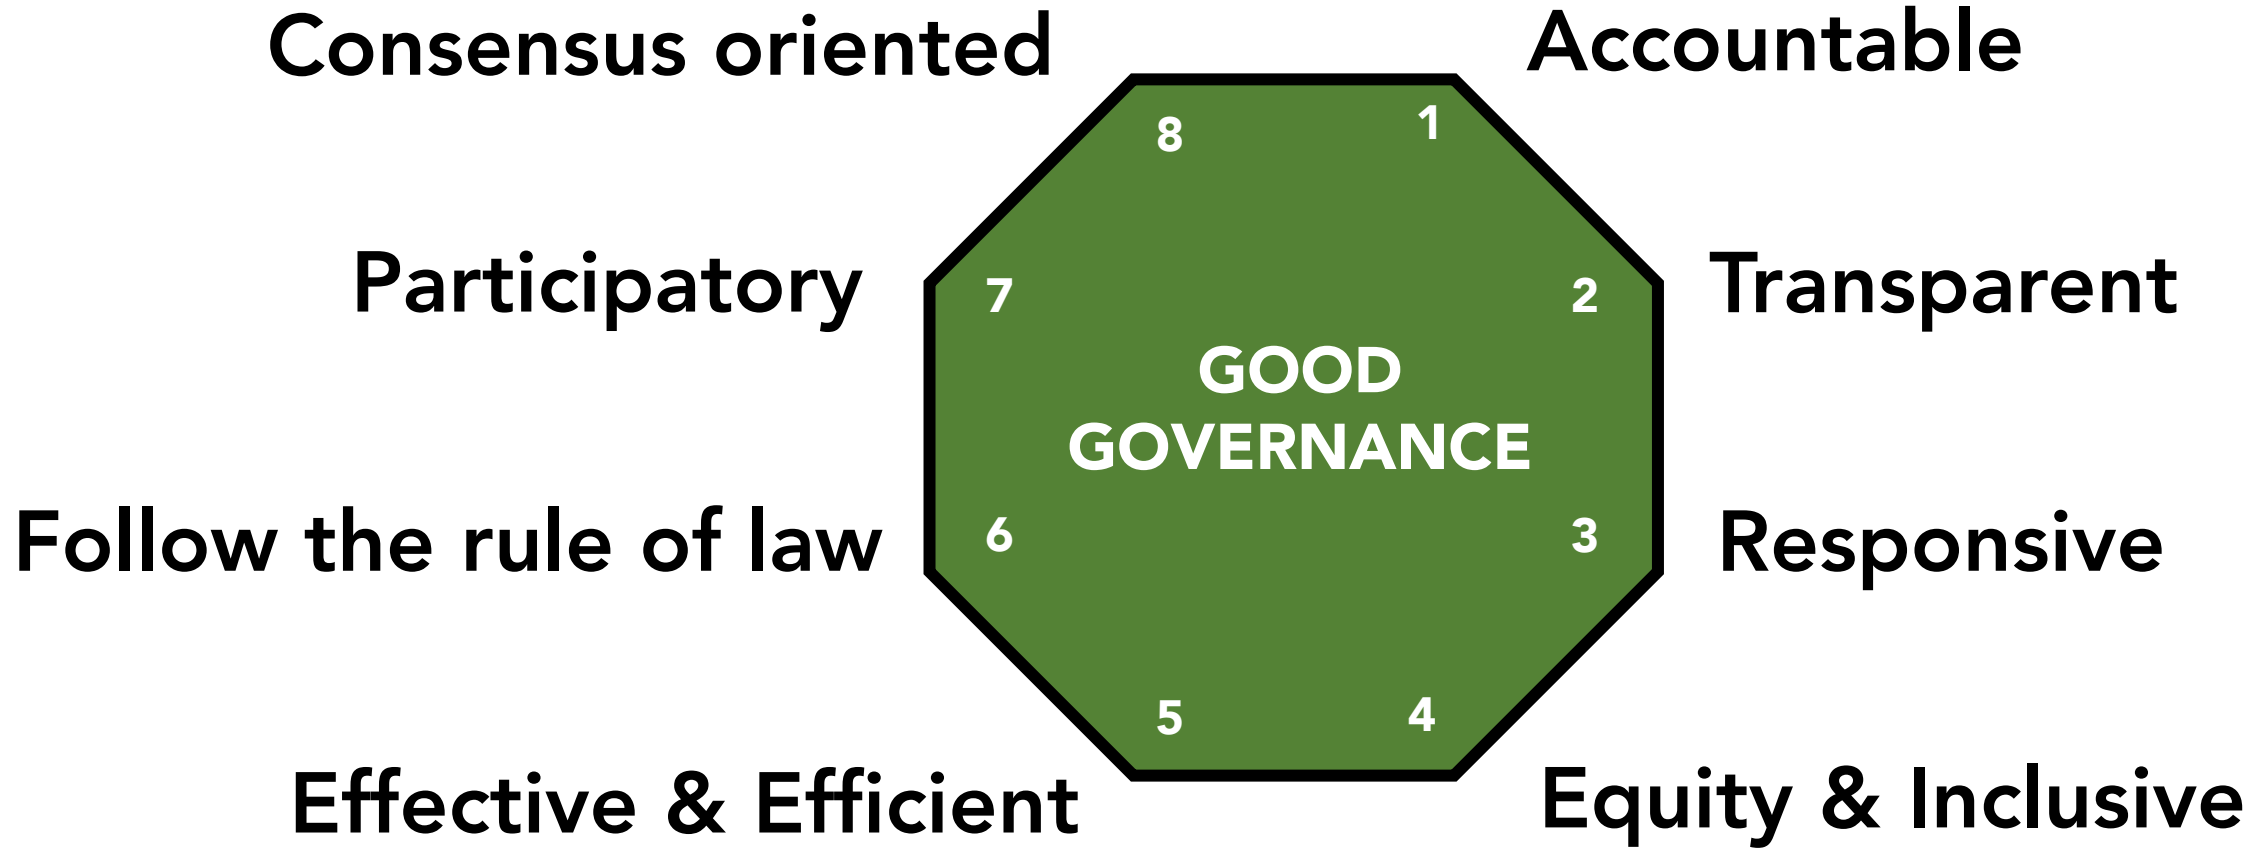 Consensus oriented
Accountable
8
1
Participatory
7
2
Transparent
GOOD
GOVERNANCE
Follow the rule of law
6
3
Responsive
5
4
Effective & Efficient
Equity & Inclusive